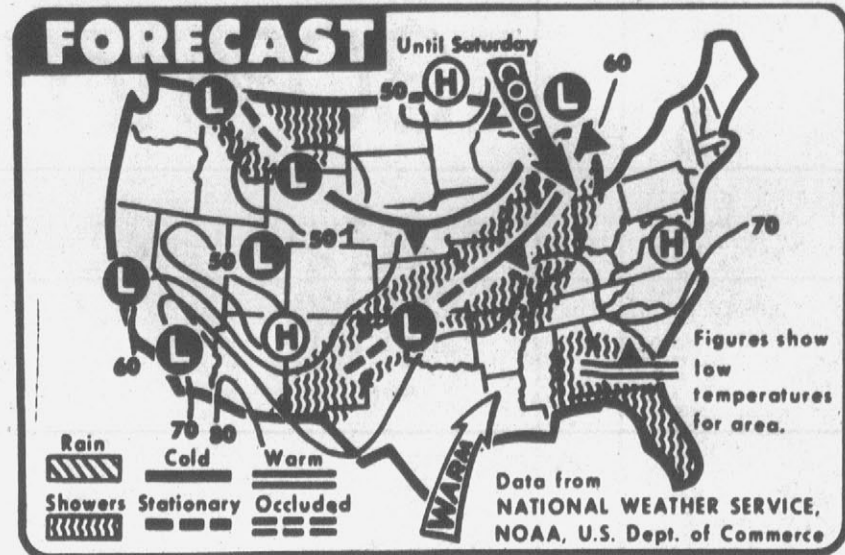 FORECAST
Until Saturday
COOL
60
50
H
L
L
L
50
50
L
H
70
L
H
L
L
60
70 80
WARM
Figures show
low
temperatures
for area.
Rain
Cold Warm
Showers Stationary Occluded
Data from
NATIONAL WEATHER SERVICE,
NOAA, U.S. Dept. of Commerce